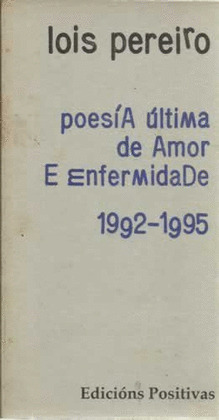 lois pereiro
poesíA última
de Amor
E EnferMidaDe
1992-1995
Edicións Positivas